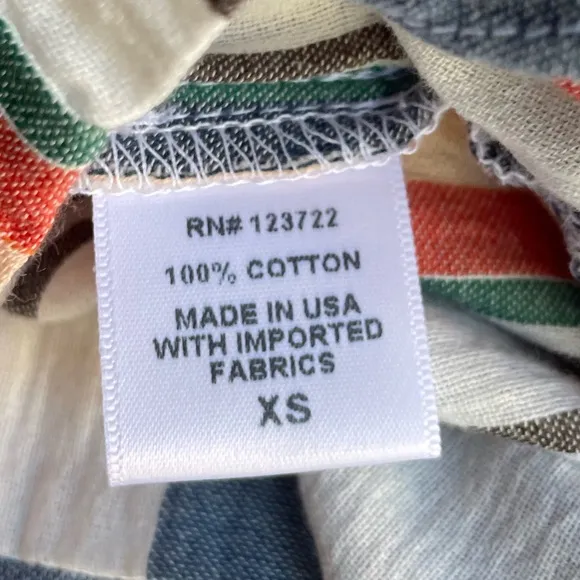 RN# 123722
100% COTTON
MADE IN USA
WITH IMPORTED
FABRICS
XS